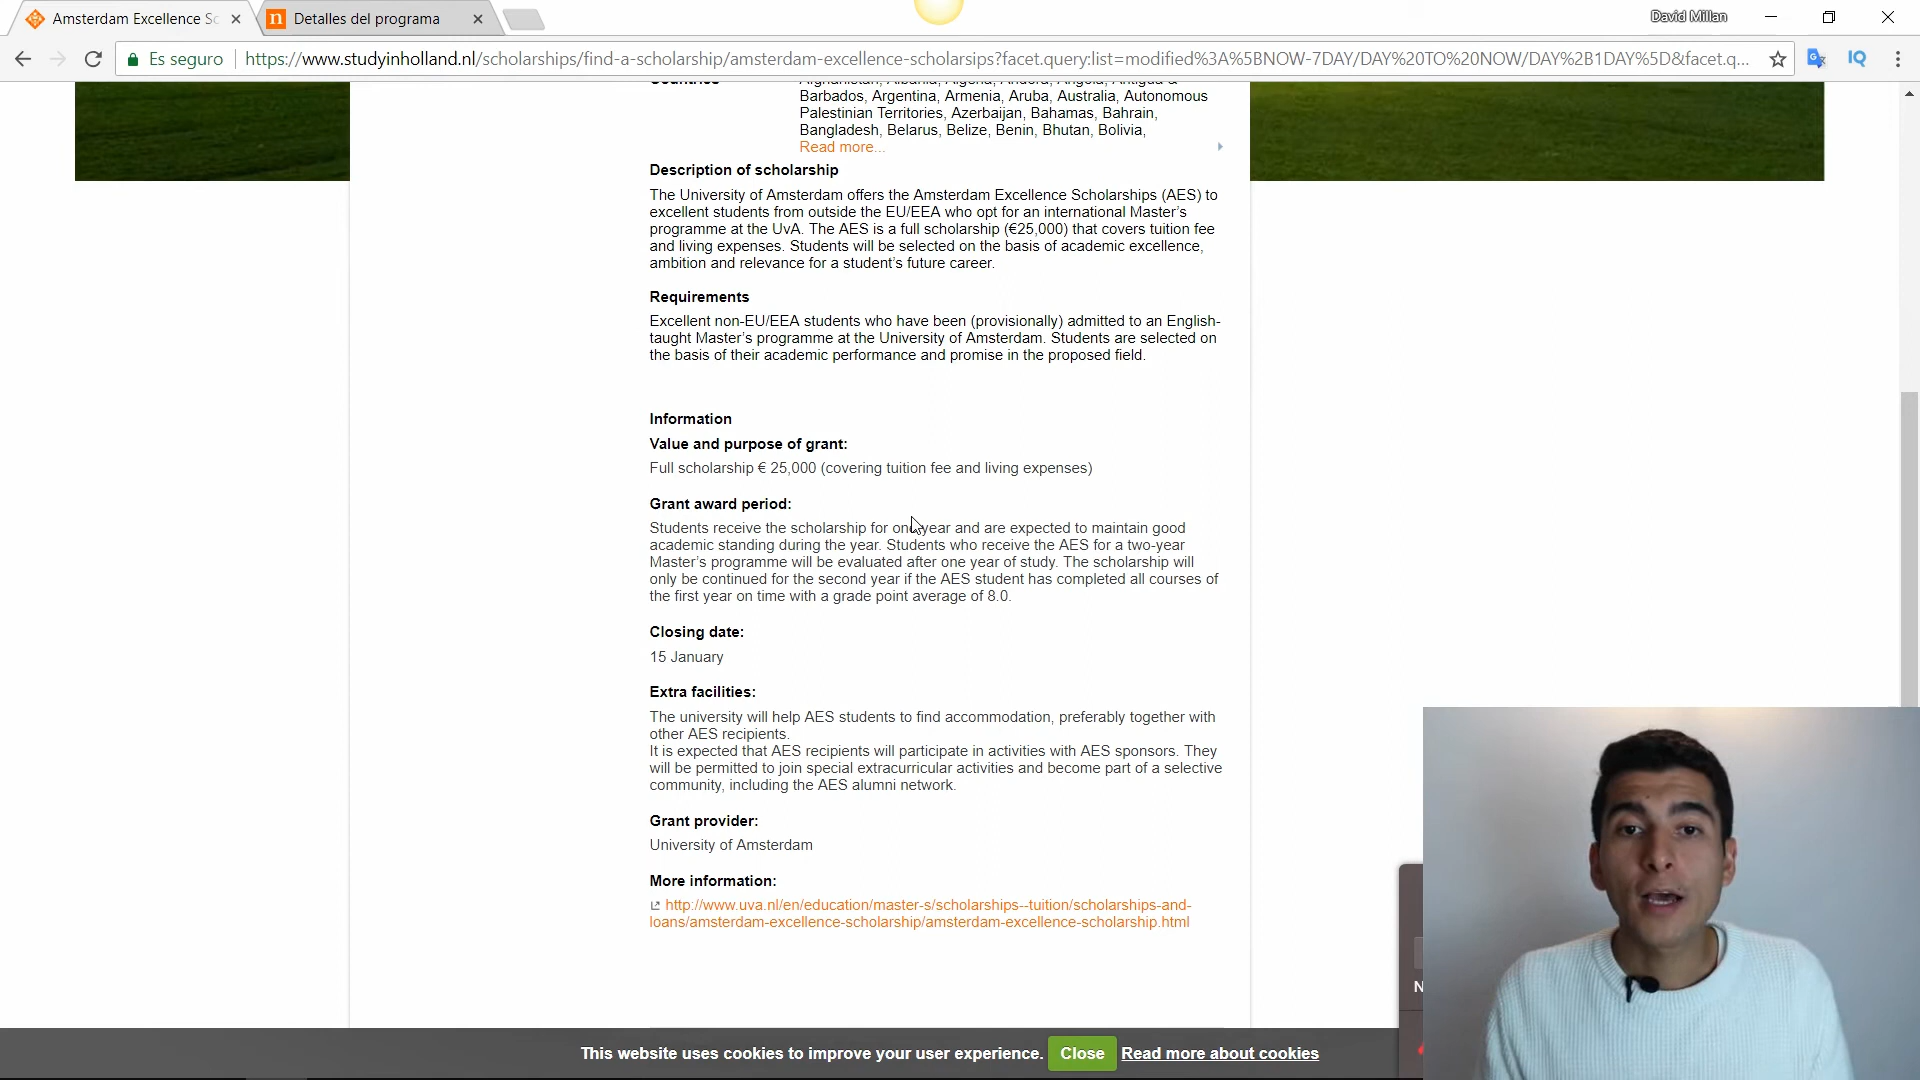 Amsterdam Excellence Sc
Detalles del programa
David Millan
Es seguro
https://www.studyinholland.nl/scholarships/find-a-scholarship/amsterdam-excellence-scholarsips?facet.query:list=modified%3A%5BNOW-7DAY/DAY%20TO%20NOW/DAY%2B1DAY%5D&facet.q...
IQ
Countries
Afghanistan, Albania, Algeria, Andorra, Angola, Antigua &
Barbados, Argentina, Armenia, Aruba, Australia, Autonomous
Palestinian Territories, Azerbaijan, Bahamas, Bahrain,
Bangladesh, Belarus, Belize, Benin, Bhutan, Bolivia,
Read more...
Description of scholarship
The University of Amsterdam offers the Amsterdam Excellence Scholarships (AES) to
excellent students from outside the EU/EEA who opt for an international Master's
programme at the UvA. The AES is a full scholarship (€25,000) that covers tuition fee
and living expenses. Students will be selected on the basis of academic excellence,
ambition and relevance for a student's future career.
Requirements
Excellent non-EU/EEA students who have been (provisionally) admitted to an English-
taught Master's programme at the University of Amsterdam. Students are selected on
the basis of their academic performance and promise in the proposed field.
Information
Value and purpose of grant:
Full scholarship € 25,000 (covering tuition fee and living expenses)
Grant award period:
Students receive the scholarship for one year and are expected to maintain good
academic standing during the year. Students who receive the AES for a two-year
Master's programme will be evaluated after one year of study. The scholarship will
only be continued for the second year if the AES student has completed all courses of
the first year on time with a grade point average of 8.0.
Closing date:
15 January
Extra facilities:
The university will help AES students to find accommodation, preferably together with
other AES recipients.
It is expected that AES recipients will participate in activities with AES sponsors. They
will be permitted to join special extracurricular activities and become part of a selective
community, including the AES alumni network.
Grant provider:
University of Amsterdam
More information:
http://www.uva.nl/en/education/master-s/scholarships--tuition/scholarships-and-
loans/amsterdam-excellence-scholarship/amsterdam-excellence-scholarship.html
N
This website uses cookies to improve your user experience. Close Read more about cookies